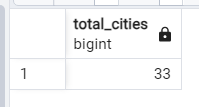 total_cities
bigint
1 33